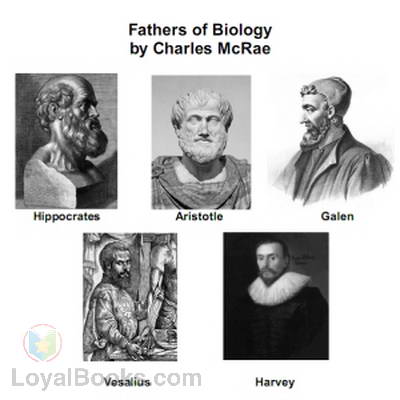 Fathers of Biology
by Charles McRae
Hippocrates
Aristotle
Galen
Vesalius
Harvey
LoyalBooks.com